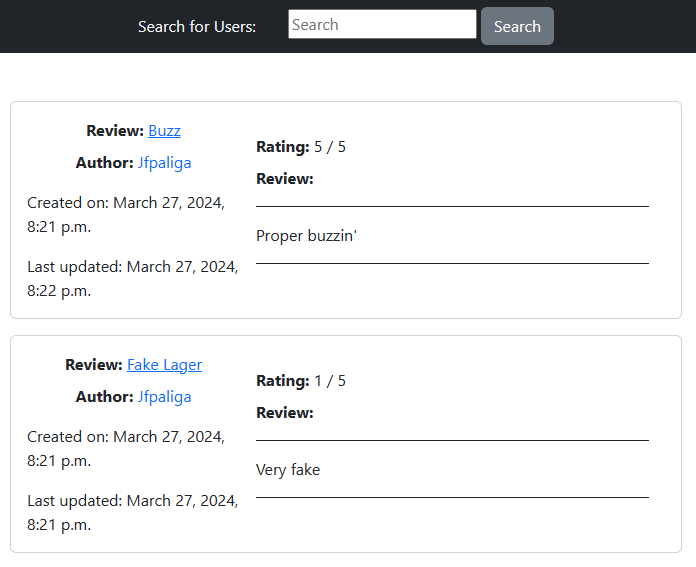 Search for Users:
Search
Search
Review: Buzz
Author: Jfpaliga
Created on: March 27, 2024,
8:21 p.m.
Last updated: March 27, 2024,
8:22 p.m.
Rating: 5 / 5
Review:
Proper buzzin'
Review: Fake Lager
Author: Jfpaliga
Created on: March 27, 2024,
8:21 p.m.
Last updated: March 27, 2024,
8:21 p.m.
Rating: 1 / 5
Review:
Very fake